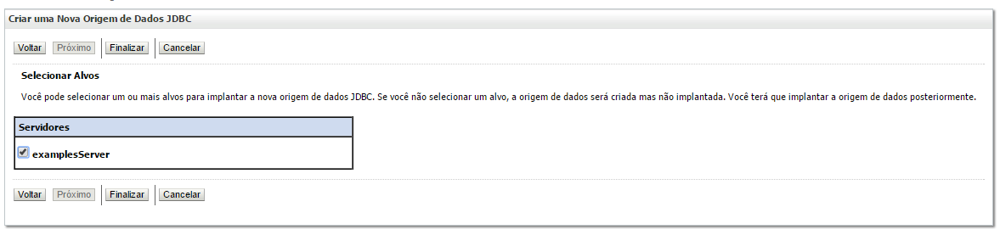 Criar uma Nova Origem de Dados JDBC
Voltar Próximo Finalizar Cancelar
Selecionar Alvos
Você pode selecionar um ou mais alvos para implantar a nova origem de dados JDBC. Se você não selecionar um alvo, a origem de dados será criada mas não implantada. Você terá que implantar a origem de dados posteriormente.
Servidores
examplesServer
Voltar Próximo Finalizar Cancelar